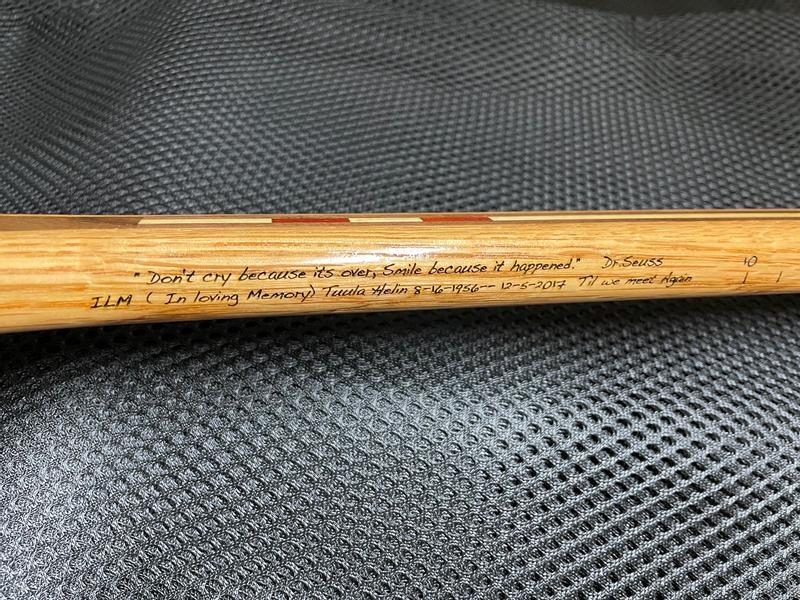 "Don't cry because its over, Smile because it happened." Dr. Seuss 10
ILM ( In loving Memory) Tuula Helin 8-16-1956-- 12-5-2017 Til we meet Again